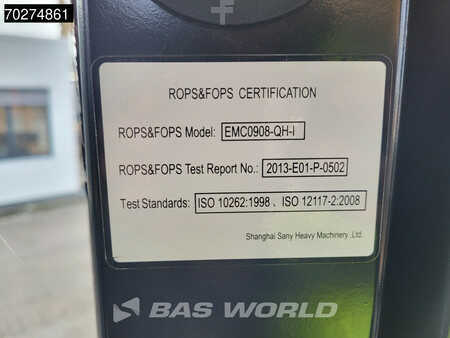 70274861
ROPS&FOPS CERTIFICATION
ROPS&FOPS Model: EMC0908-QH-i
ROPS&FOPS Test Report No.: 2013-E01-P-0502
Test Standards: ISO 10262:1998 、ISO 12117-2:2008
Shanghai Sany Heavy Machinery .,Ltd.
BAS WORLD